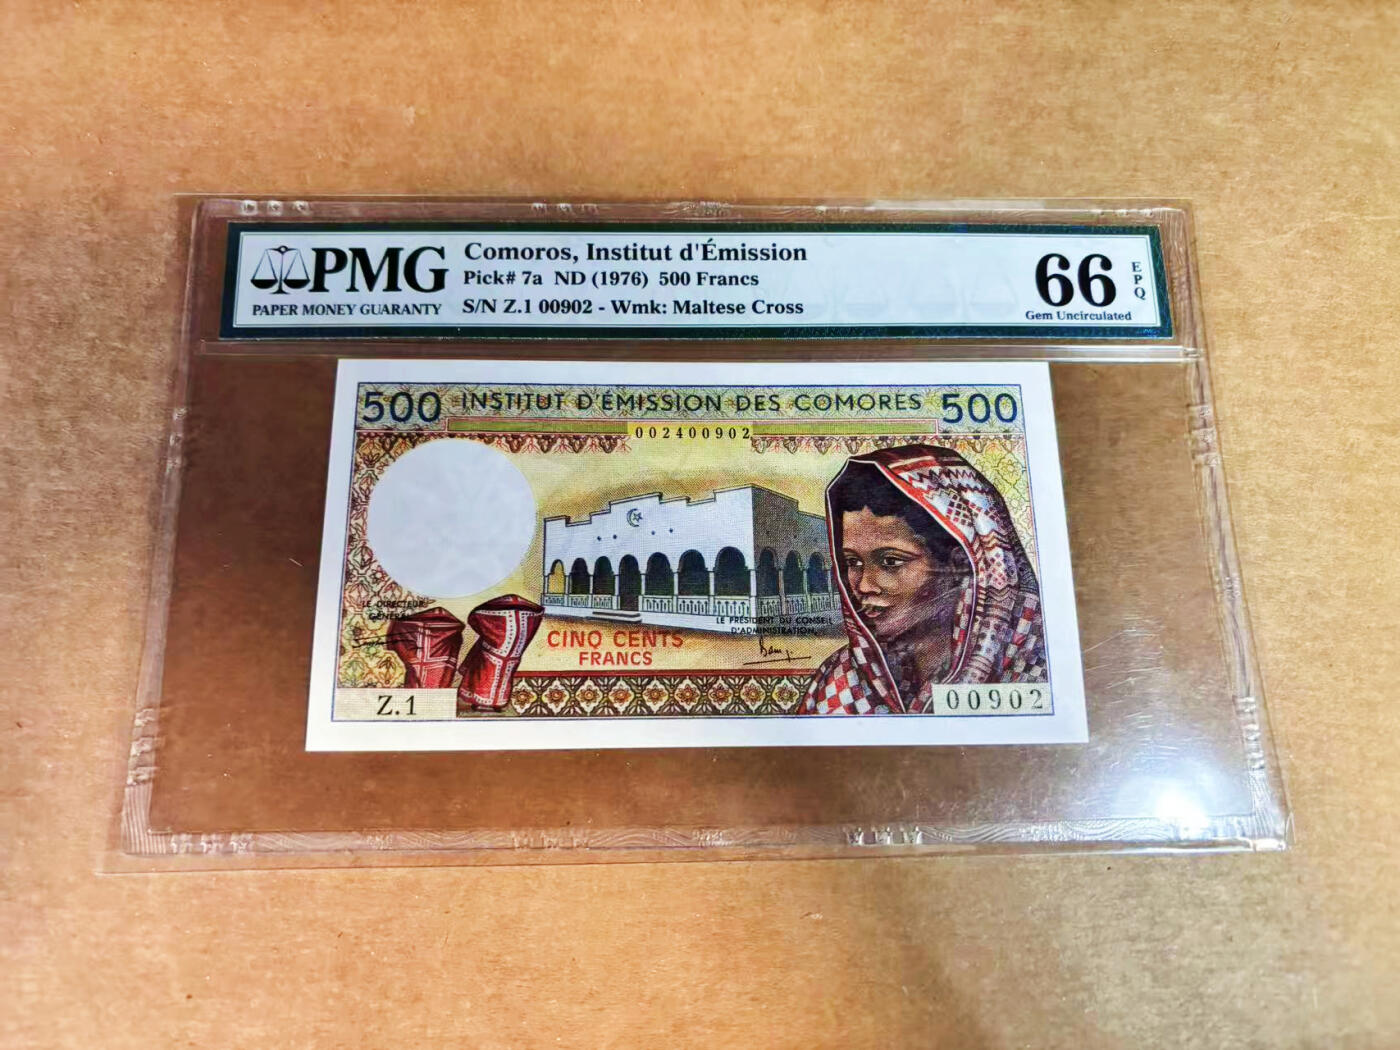 PMG
PAPER MONEY GUARANTY
Comoros, Institut d'Émission
Pick# 7a ND (1976) 500 Francs
S/N Z.1 00902 - Wmk: Maltese Cross
66
EPQ
Gem Uncirculated
500 INSTITUT D'ÉMISSION DES COMORES 500
002400902
LE DIRECTEUR
GÉNÉRAL
LE PRÉSIDENT DU CONSEIL
D'ADMINISTRATION,
CINQ CENTS
FRANCS
Z.1
00902